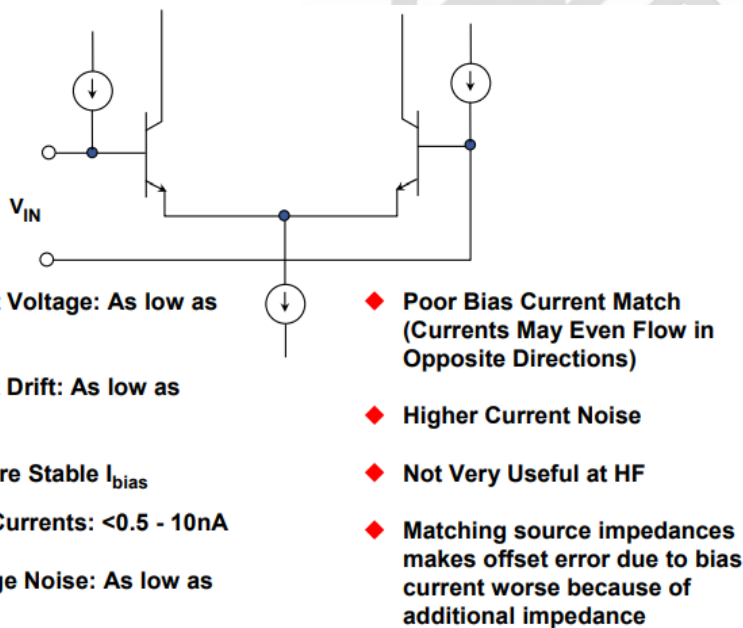 VIN
t Voltage: As low as
Drift: As low as
re Stable Ibias
Currents: <0.5 - 10nA
ge Noise: As low as
◆ Poor Bias Current Match
(Currents May Even Flow in
Opposite Directions)
◆ Higher Current Noise
◆ Not Very Useful at HF
◆ Matching source impedances
makes offset error due to bias
current worse because of
additional impedance